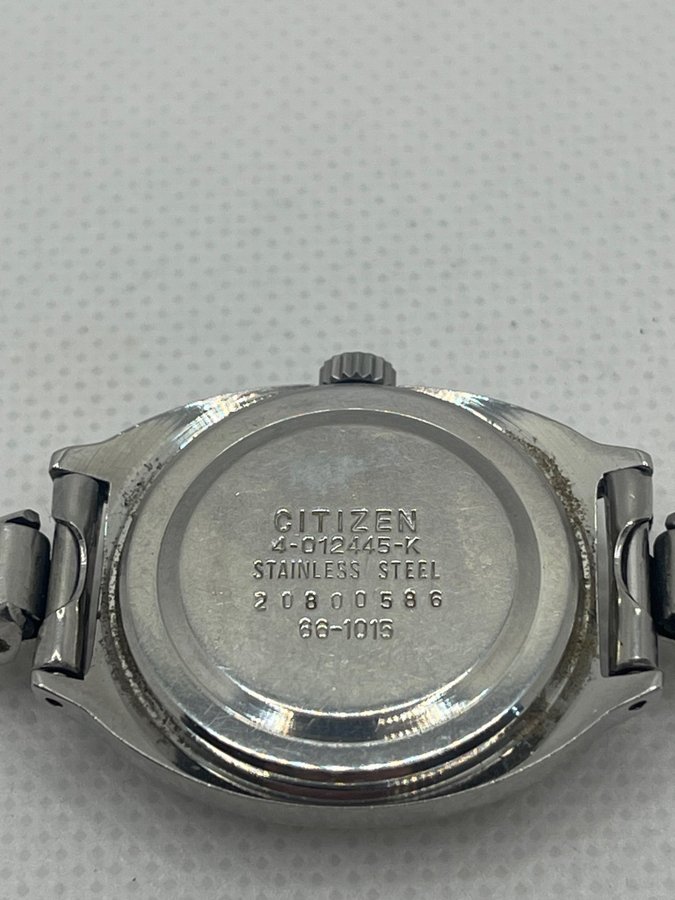 CITIZEN
4-012445-K
STAINLESS STEEL
20800586
66-1015